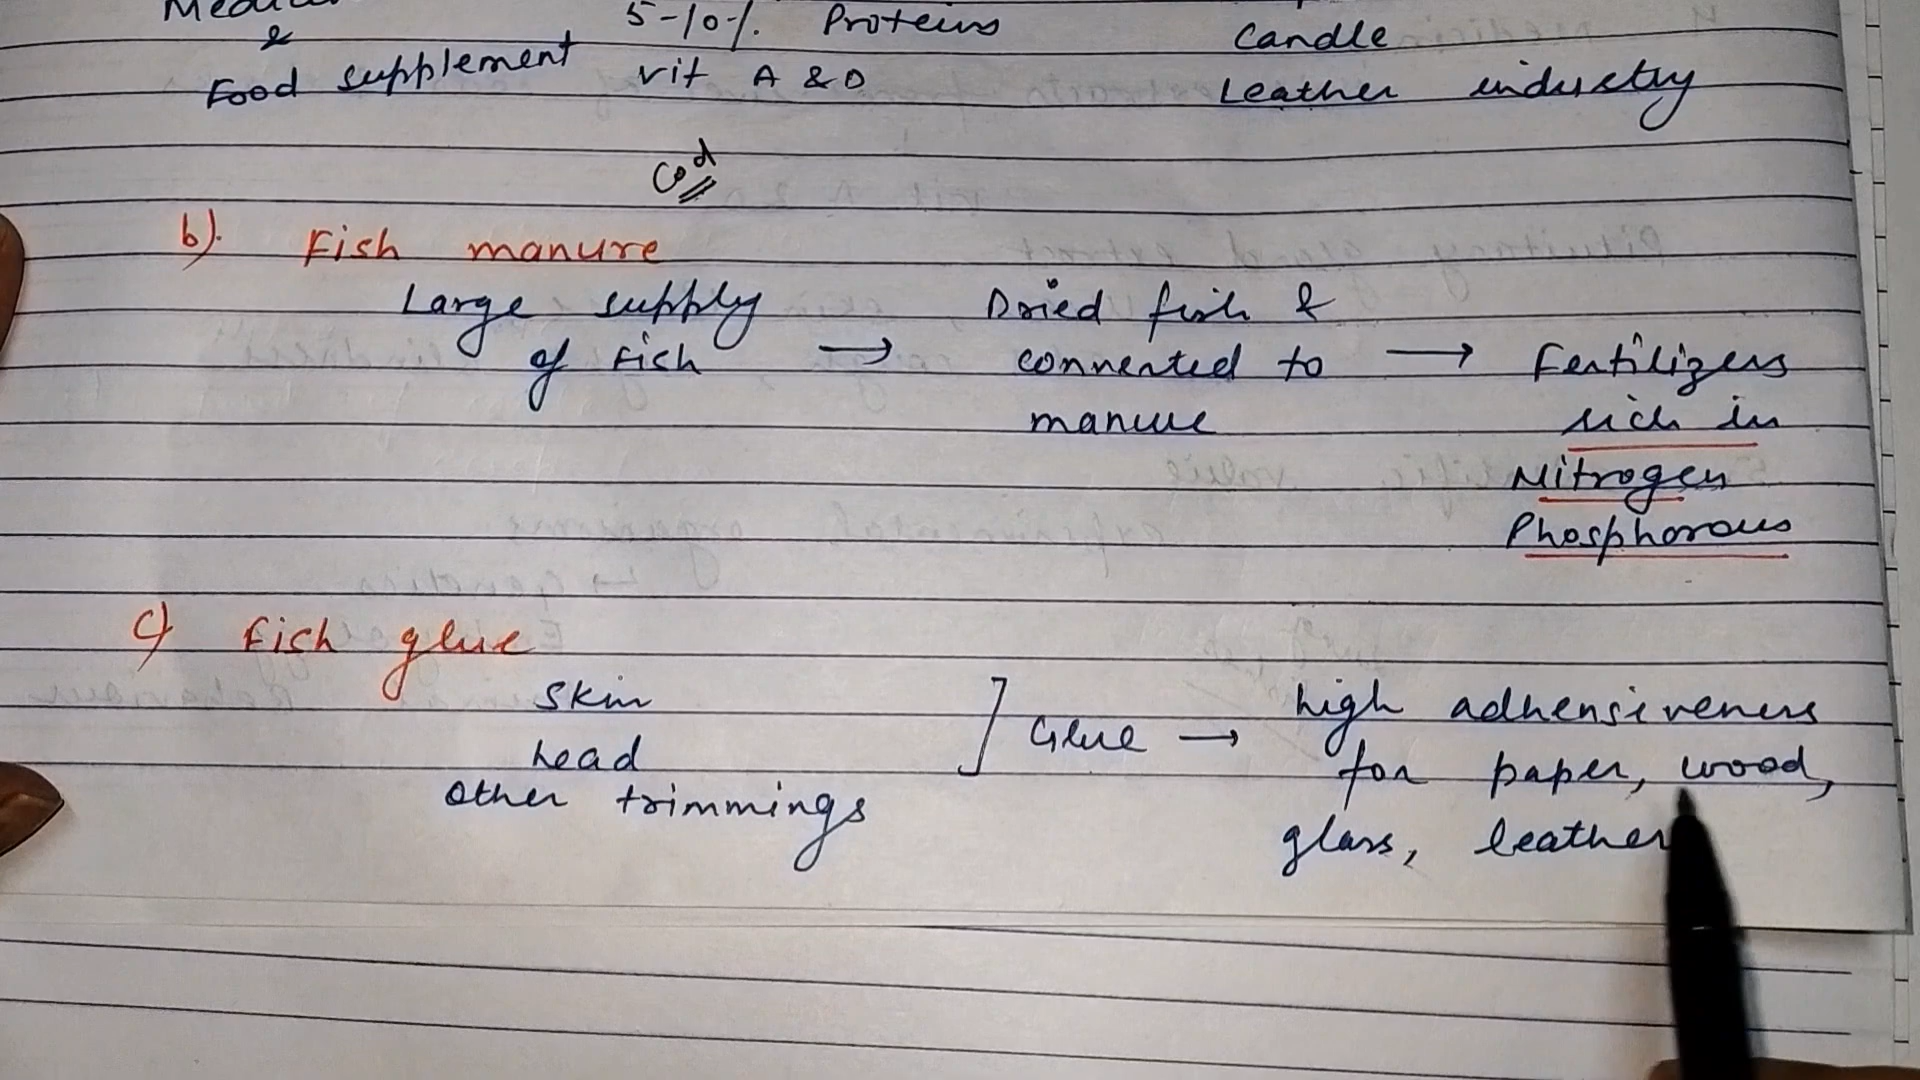 &
5-10%. Proteins
Candle
Food supplement
vit A & D
Leather industry
Cod
b). Fish manure
Large supply
of Fish
→
Dried fish &
connerted to
manure
→
Fertilizers
rich in
Nitrogen
Phosphorous
c) Fish glue
Skin
head
Other trimmings
] Glue →
high adhensiveness
for paper, wood,
glass, leather